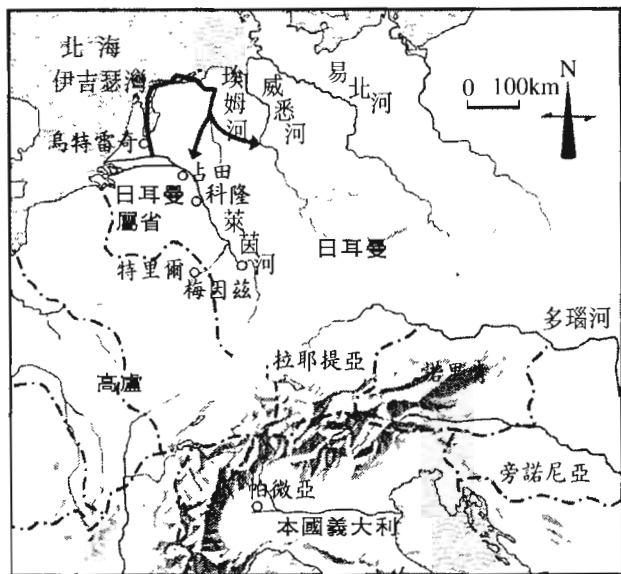 北海
伊吉瑟灣
埃姆河
威悉河
易北河
0 100km
N
烏特雷奇
占田
日耳曼屬省
科隆
萊茵河
日耳曼
特里爾
梅因茲
多瑙河
拉耶提亞
高盧
旁諾尼亞
帕微亞
本國義大利